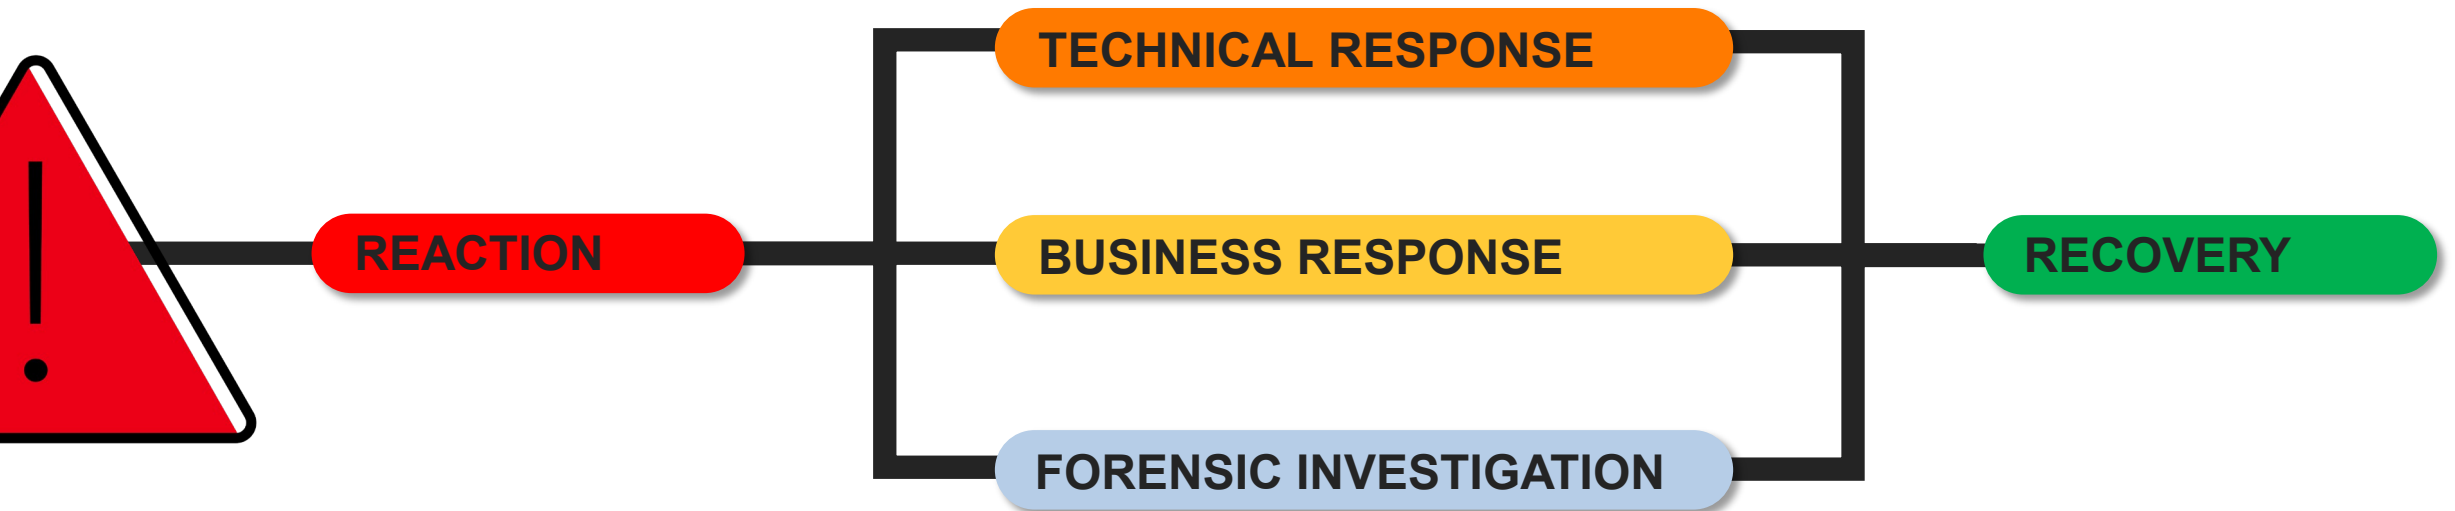 !
REACTION
TECHNICAL RESPONSE
BUSINESS RESPONSE
FORENSIC INVESTIGATION
RECOVERY